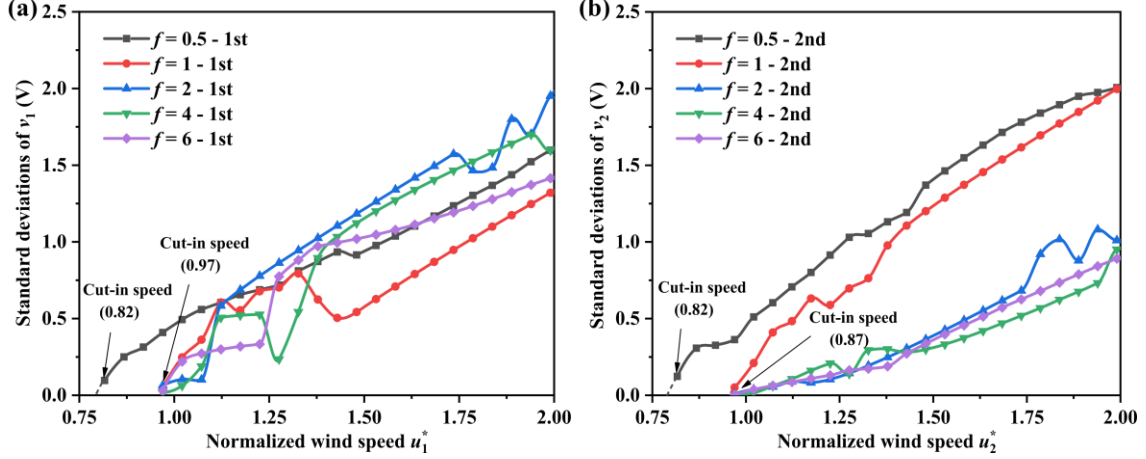 (a)
2.5
2.0
1.5
1.0
0.5
0.0
Standard deviations of v₁ (V)
f = 0.5 - 1st
f = 1 - 1st
f = 2 - 1st
f = 4 - 1st
f = 6 - 1st
Cut-in speed
(0.97)
Cut-in speed
(0.82)
0.75 1.00 1.25 1.50 1.75 2.00
Normalized wind speed u₁*
(b)
2.5
2.0
1.5
1.0
0.5
0.0
Standard deviations of v₂ (V)
f = 0.5 - 2nd
f = 1 - 2nd
f = 2 - 2nd
f = 4 - 2nd
f = 6 - 2nd
Cut-in speed
(0.82)
Cut-in speed
(0.87)
0.75 1.00 1.25 1.50 1.75 2.00
Normalized wind speed u₂*